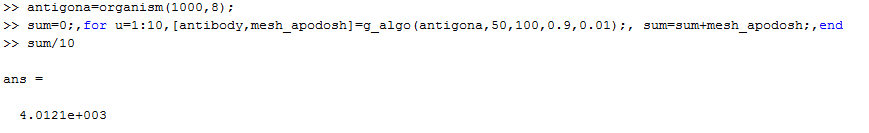 >> antigona=organism(1000,8);
>> sum=0;,for u=1:10,[antibody,mesh_apodosh]=g_algo(antigona,50,100,0.9,0.01);, sum=sum+mesh_apodosh;,end
>> sum/10
ans =
4.0121e+003